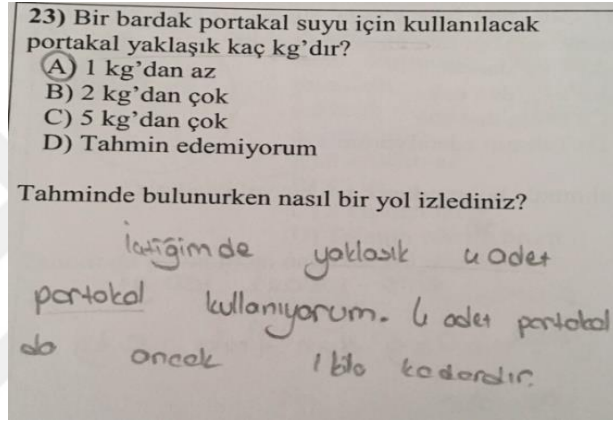 23) Bir bardak portakal suyu için kullanılacak
portakal yaklaşık kaç kg’dır?
A) 1 kg’dan az
B) 2 kg’dan çok
C) 5 kg’dan çok
D) Tahmin edemiyorum
Tahminde bulunurken nasıl bir yol izlediniz?
İçtiğimde yaklasık 4 adet
portakal kullanıyorum. 4 adet portakal
da ancak 1 kilo kadardır.